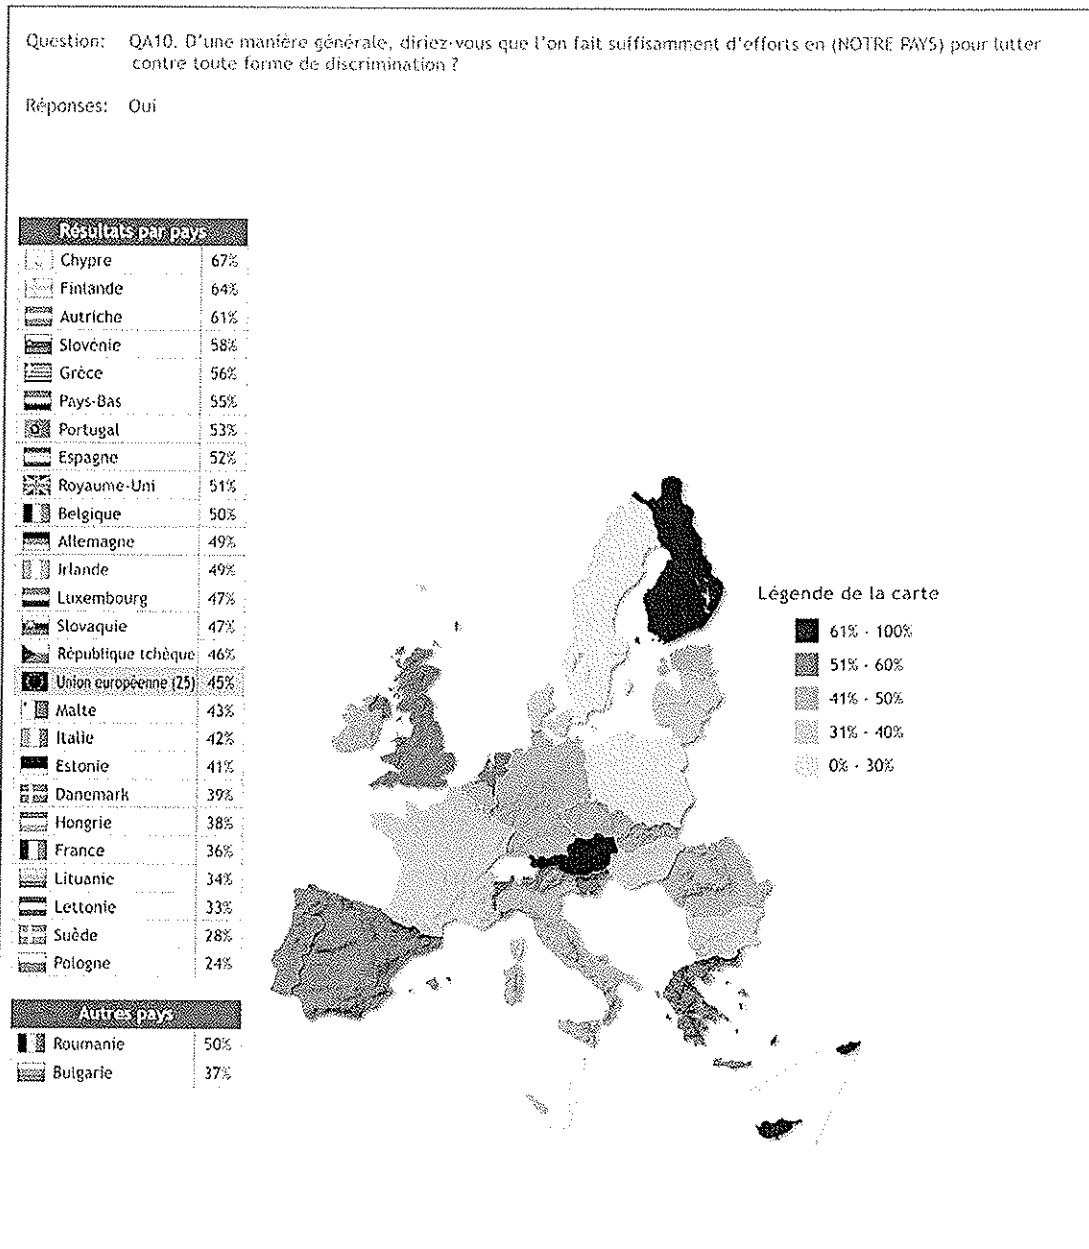 Question: QA10. D'une manière générale, diriez-vous que l'on fait suffisamment d'efforts en (NOTRE PAYS) pour lutter
contre toute forme de discrimination ?
Réponses: Oui
Résultats par pays
Chypre 67%
Finlande 64%
Autriche 61%
Slovénie 58%
Grèce 56%
Pays-Bas 55%
Portugal 53%
Espagne 52%
Royaume-Uni 51%
Belgique 50%
Allemagne 49%
Irlande 49%
Luxembourg 47%
Slovaquie 47%
République tchèque 46%
Union européenne (25) 45%
Malte 43%
Italie 42%
Estonie 41%
Danemark 39%
Hongrie 38%
France 36%
Lituanie 34%
Lettonie 33%
Suède 28%
Pologne 24%
Autres pays
Roumanie 50%
Bulgarie 37%
Légende de la carte
61% - 100%
51% - 60%
41% - 50%
31% - 40%
0% - 30%